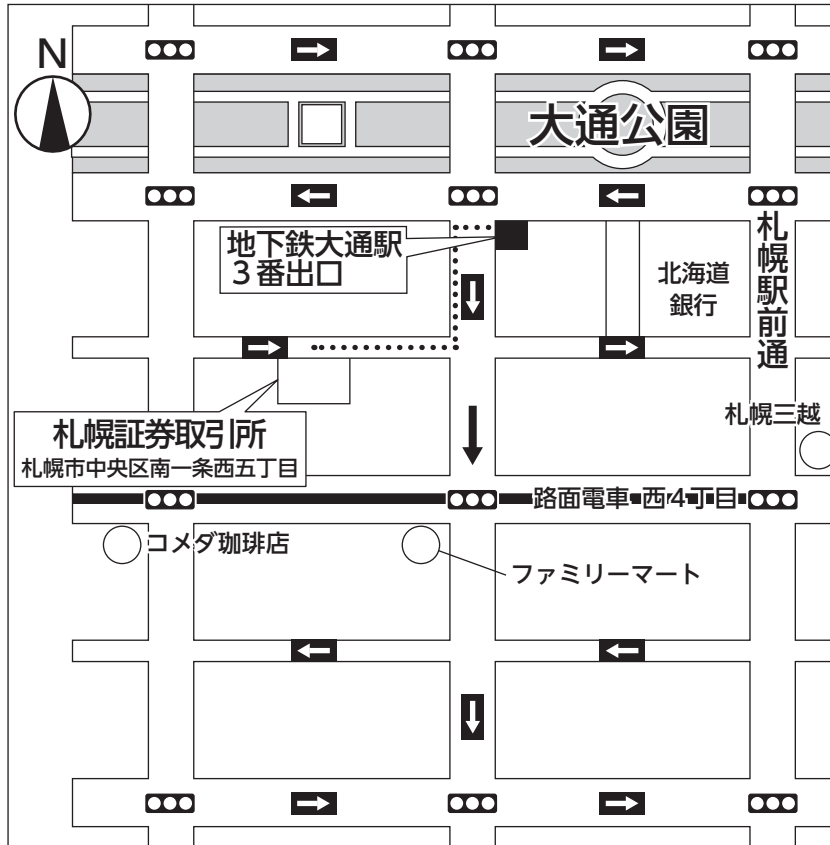 N
大通公園
地下鉄大通駅
3番出口
北海道
銀行
札幌駅前通
札幌三越
札幌証券取引所
札幌市中央区南一条西五丁目
路面電車 西4丁目
コメダ珈琲店
ファミリーマート